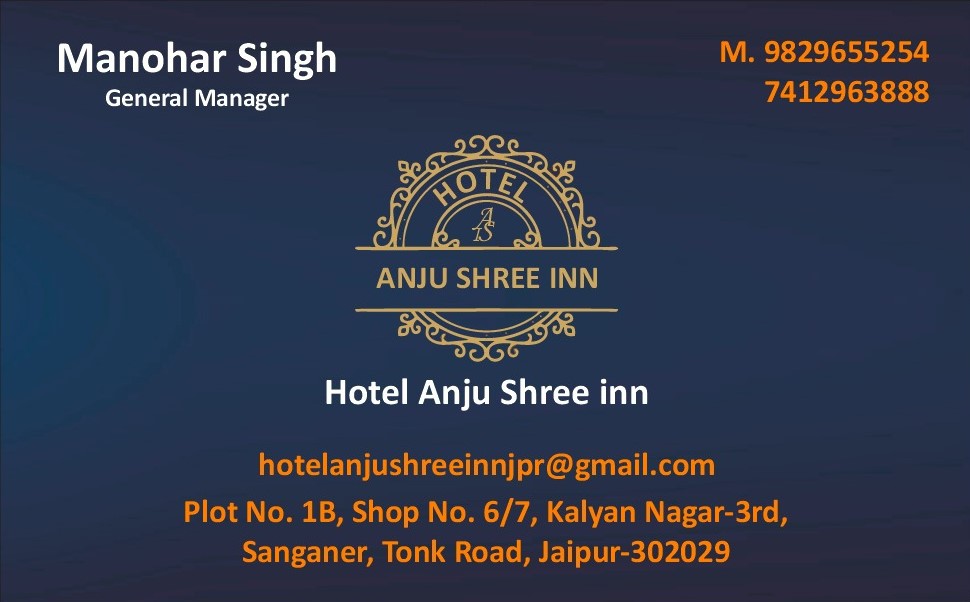 Manohar Singh
General Manager
M. 9829655254
7412963888
HOTEL
A
IS
ANJU SHREE INN
Hotel Anju Shree inn
hotelanjushreeinnjpr@gmail.com
Plot No. 1B, Shop No. 6/7, Kalyan Nagar-3rd,
Sanganer, Tonk Road, Jaipur-302029